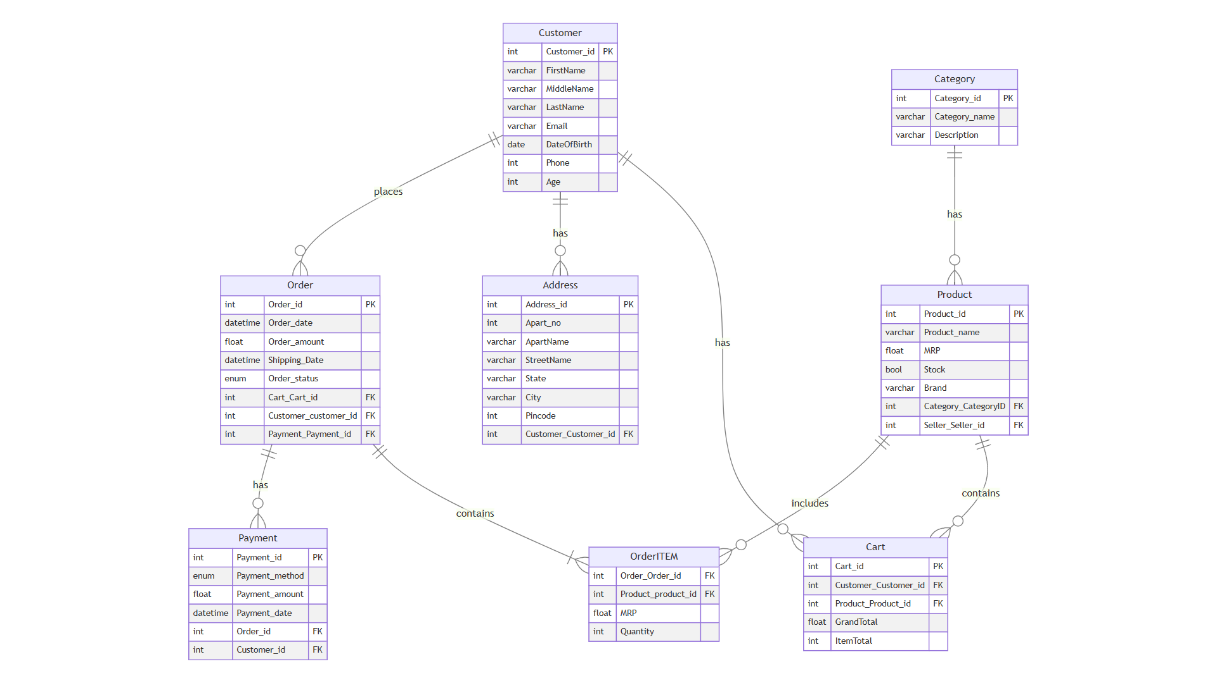 Customer
int Customer_id PK
varchar FirstName
varchar MiddleName
varchar LastName
varchar Email
date DateOfBirth
int Phone
int Age
Category
int Category_id PK
varchar Category_name
varchar Description
places
has
has
has
Order
int Order_id PK
datetime Order_date
float Order_amount
datetime Shipping_Date
enum Order_status
int Cart_Cart_id FK
int Customer_customer_id FK
int Payment_Payment_id FK
Address
int Address_id PK
int Apart_no
varchar ApartName
varchar StreetName
varchar State
varchar City
int Pincode
int Customer_Customer_id FK
Product
int Product_id PK
varchar Product_name
float MRP
bool Stock
varchar Brand
int Category_CategoryID FK
int Seller_Seller_id FK
has
contains
includes
contains
Payment
int Payment_id PK
enum Payment_method
float Payment_amount
datetime Payment_date
int Order_id FK
int Customer_id FK
OrderITEM
int Order_Order_id FK
int Product_product_id FK
float MRP
int Quantity
Cart
int Cart_id PK
int Customer_Customer_id FK
int Product_Product_id FK
float GrandTotal
int ItemTotal